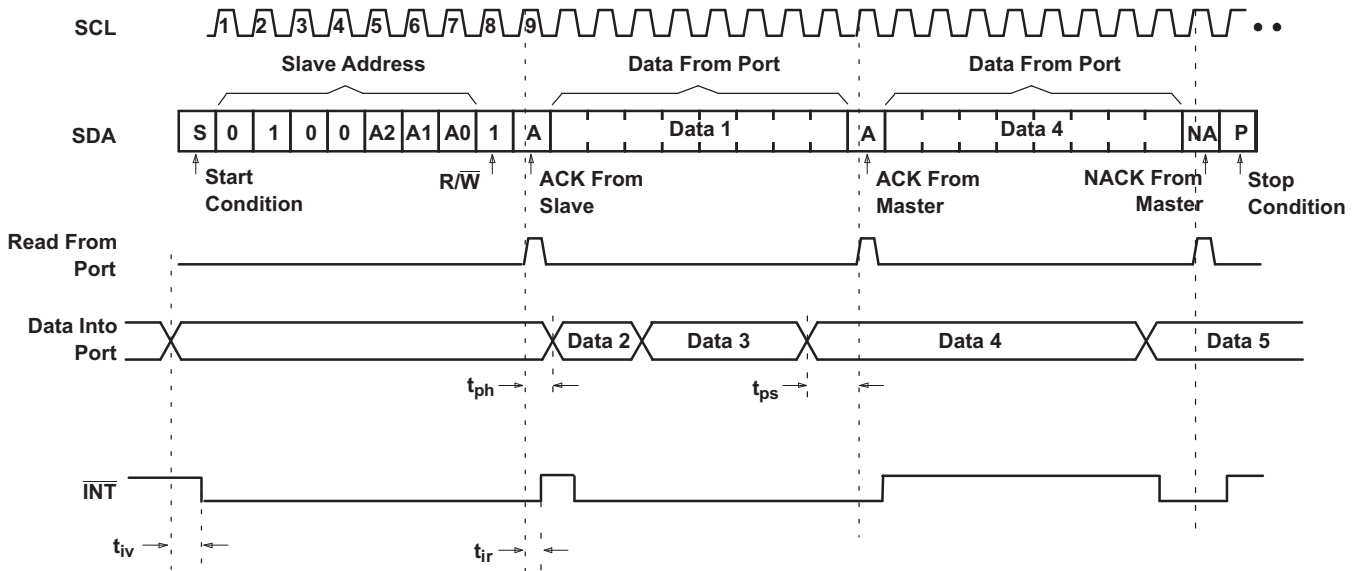 SCL
1 2 3 4 5 6 7 8 9
Slave Address Data From Port Data From Port
SDA
S 0 1 0 0 A2 A1 A0 1 A Data 1 A Data 4 NA P
Start
Condition
R/W
ACK From
Slave
ACK From
Master
NACK From
Master
Stop
Condition
Read From
Port
Data Into
Port
Data 2 Data 3 Data 4 Data 5
tph
tps
INT
tiv
tir